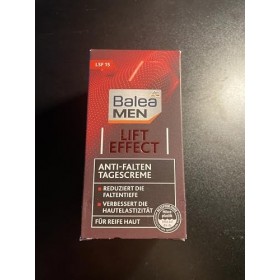 LSF 15
Balea
MEN
LIFT
EFFECT
ANTI-FALTEN
TAGESCREME
REDUZIERT DIE
FALTENTIEFE
VERBESSERT DIE
HAUTELASTIZITÄT
FÜR REIFE HAUT